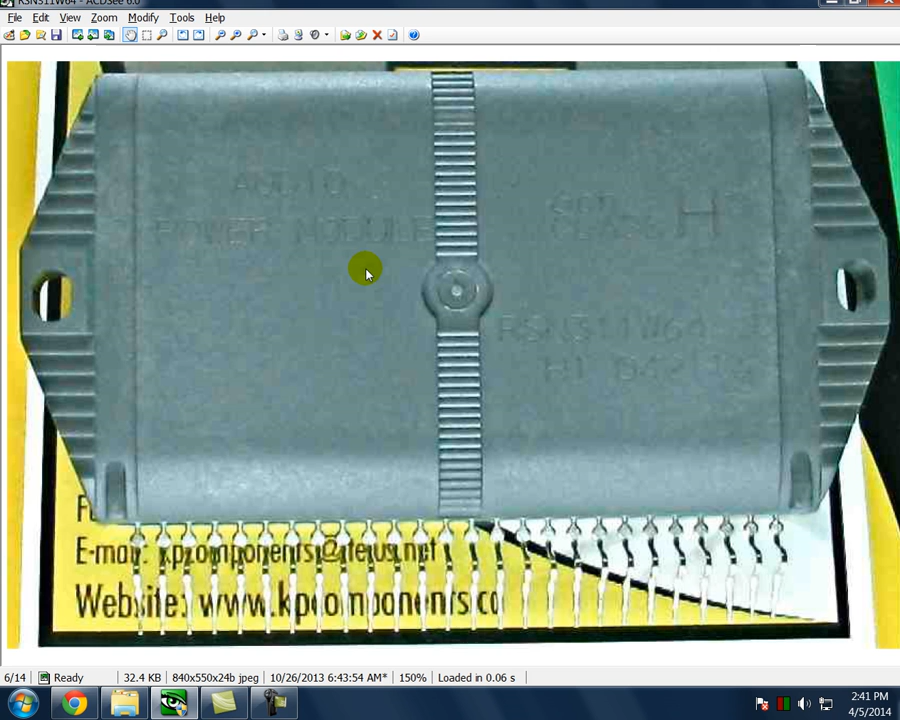 RSN311W64 - ACDSee 6.0
File Edit View Zoom Modify Tools Help
AUDIO
POWER MODULE
CLASS H
RSN311W64
E-mail: kpcomponents@telus.net
Website: www.kpcomponents.co
6/14 Ready 32.4 KB 840x550x24b jpeg 10/26/2013 6:43:54 AM* 150% Loaded in 0.06 s
2:41 PM
4/5/2014